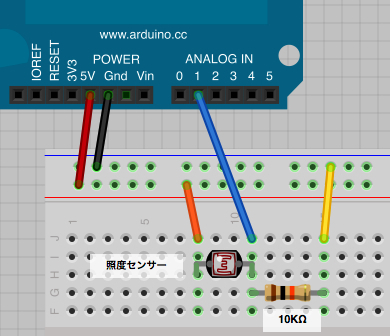 www.arduino.cc
IOREF
RESET
3V3
POWER
5V Gnd Vin
ANALOG IN
0 1 2 3 4 5
1 5 10
J
I
H
G
F
照度センサー
10KΩ